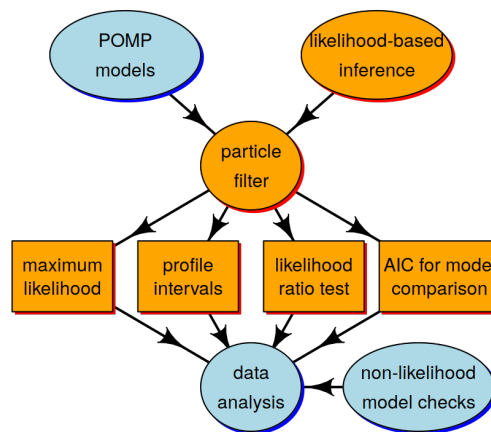 POMP
models
likelihood-based
inference
particle
filter
maximum
likelihood
profile
intervals
likelihood
ratio test
AIC for mode
comparison
data
analysis
non-likelihood
model checks